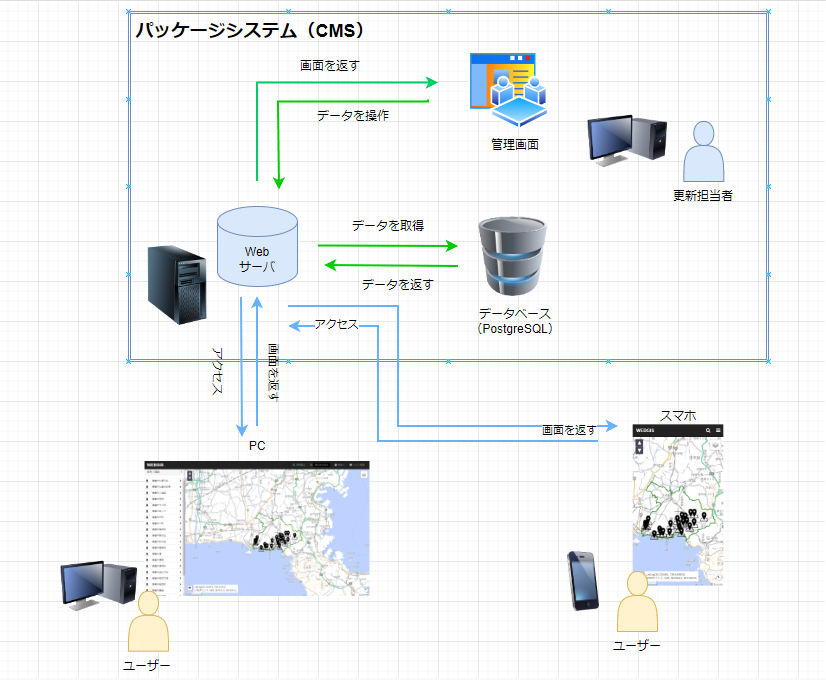 パッケージシステム（CMS）
画面を返す
データを操作
管理画面
更新担当者
Web
サーバ
データを取得
データを返す
データベース
（PostgreSQL）
アクセス
アクセス
画面を返す
画面を返す
スマホ
PC
WEBGIS
WEBGIS
ユーザー
ユーザー